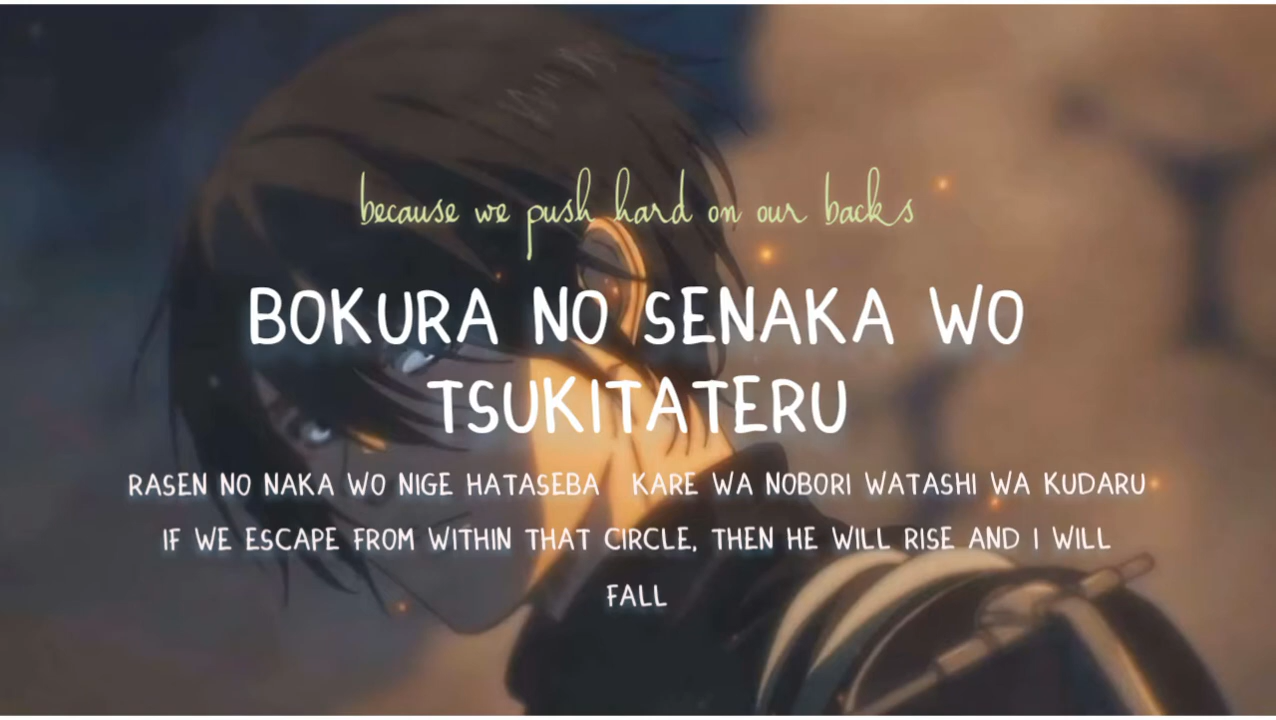 because we push hard on our backs
BOKURA NO SENAKA WO
TSUKITATERU
RASEN NO NAKA WO NIGE HATASEBA KARE WA NOBORI WATASHI WA KUDARU
IF WE ESCAPE FROM WITHIN THAT CIRCLE, THEN HE WILL RISE AND I WILL
FALL